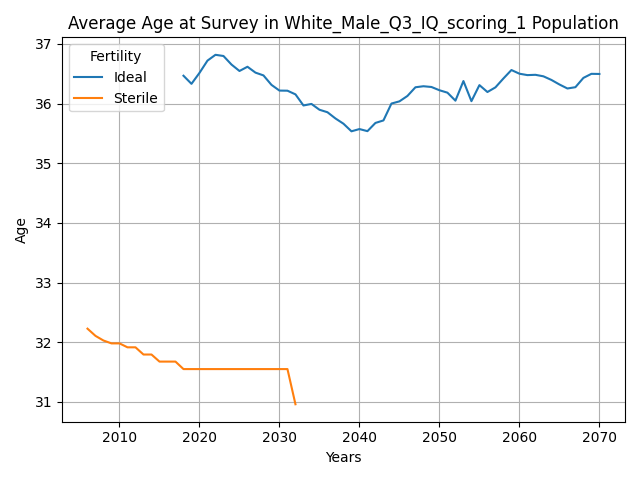 Average Age at Survey in White_Male_Q3_IQ_scoring_1 Population
Fertility
Ideal
Sterile
37
36
35
34
33
32
31
Age
2010 2020 2030 2040 2050 2060 2070
Years